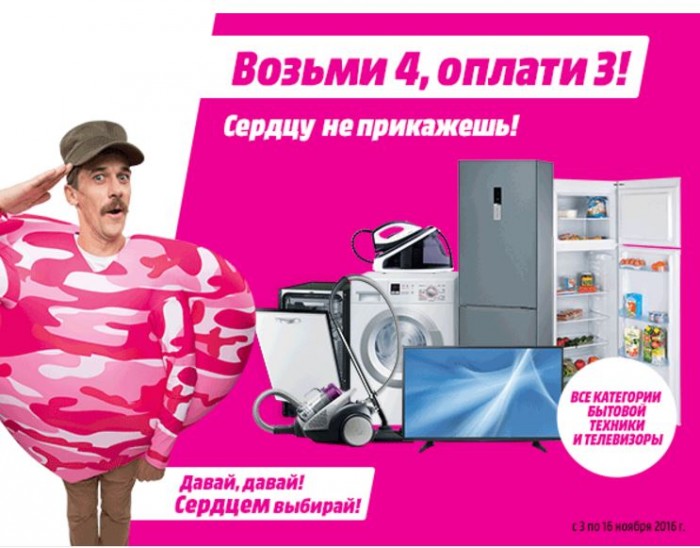 Возьми 4, оплати 3!
Сердцу не прикажешь!
ВСЕ КАТЕГОРИИ
БЫТОВОЙ
ТЕХНИКИ
И ТЕЛЕВИЗОРЫ
Давай, давай!
Сердцем выбирай!
с 3 по 16 ноября 2016 г.